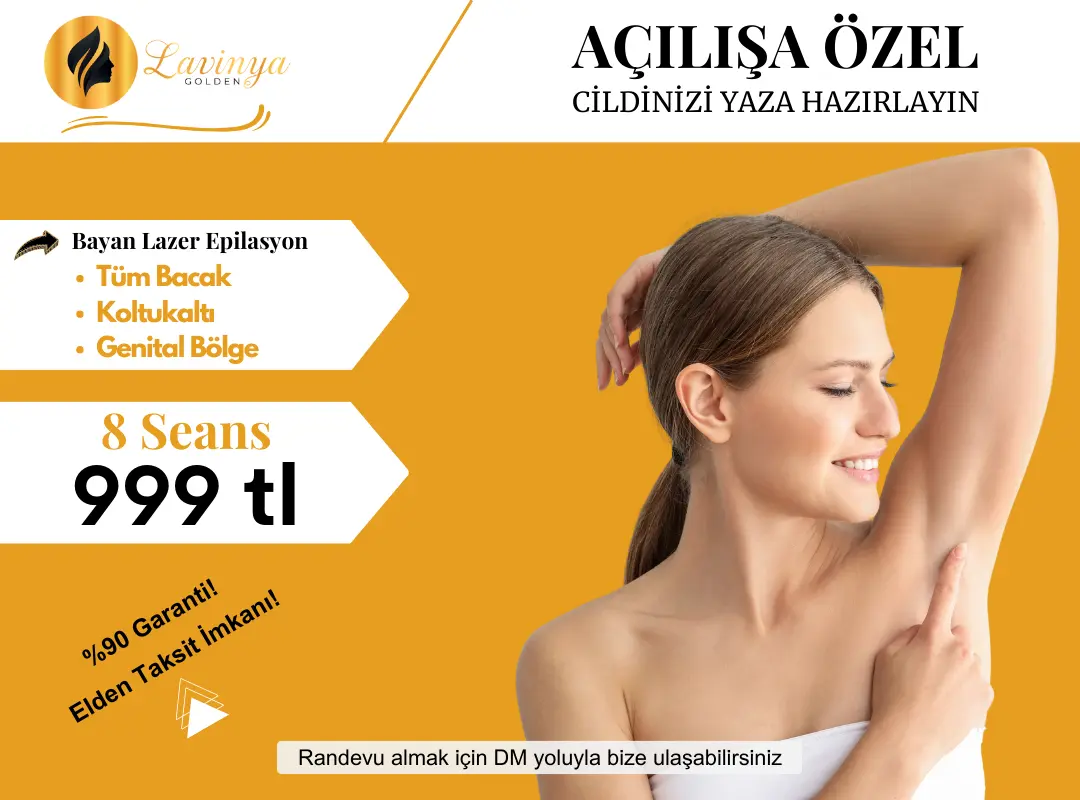 Lavinya
GOLDEN
AÇILIŞA ÖZEL
CİLDİNİZİ YAZA HAZIRLAYIN
Bayan Lazer Epilasyon
• Tüm Bacak
• Koltukaltı
• Genital Bölge
8 Seans
999 tl
%90 Garanti!
Elden Taksit İmkanı!
Randevu almak için DM yoluyla bize ulaşabilirsiniz